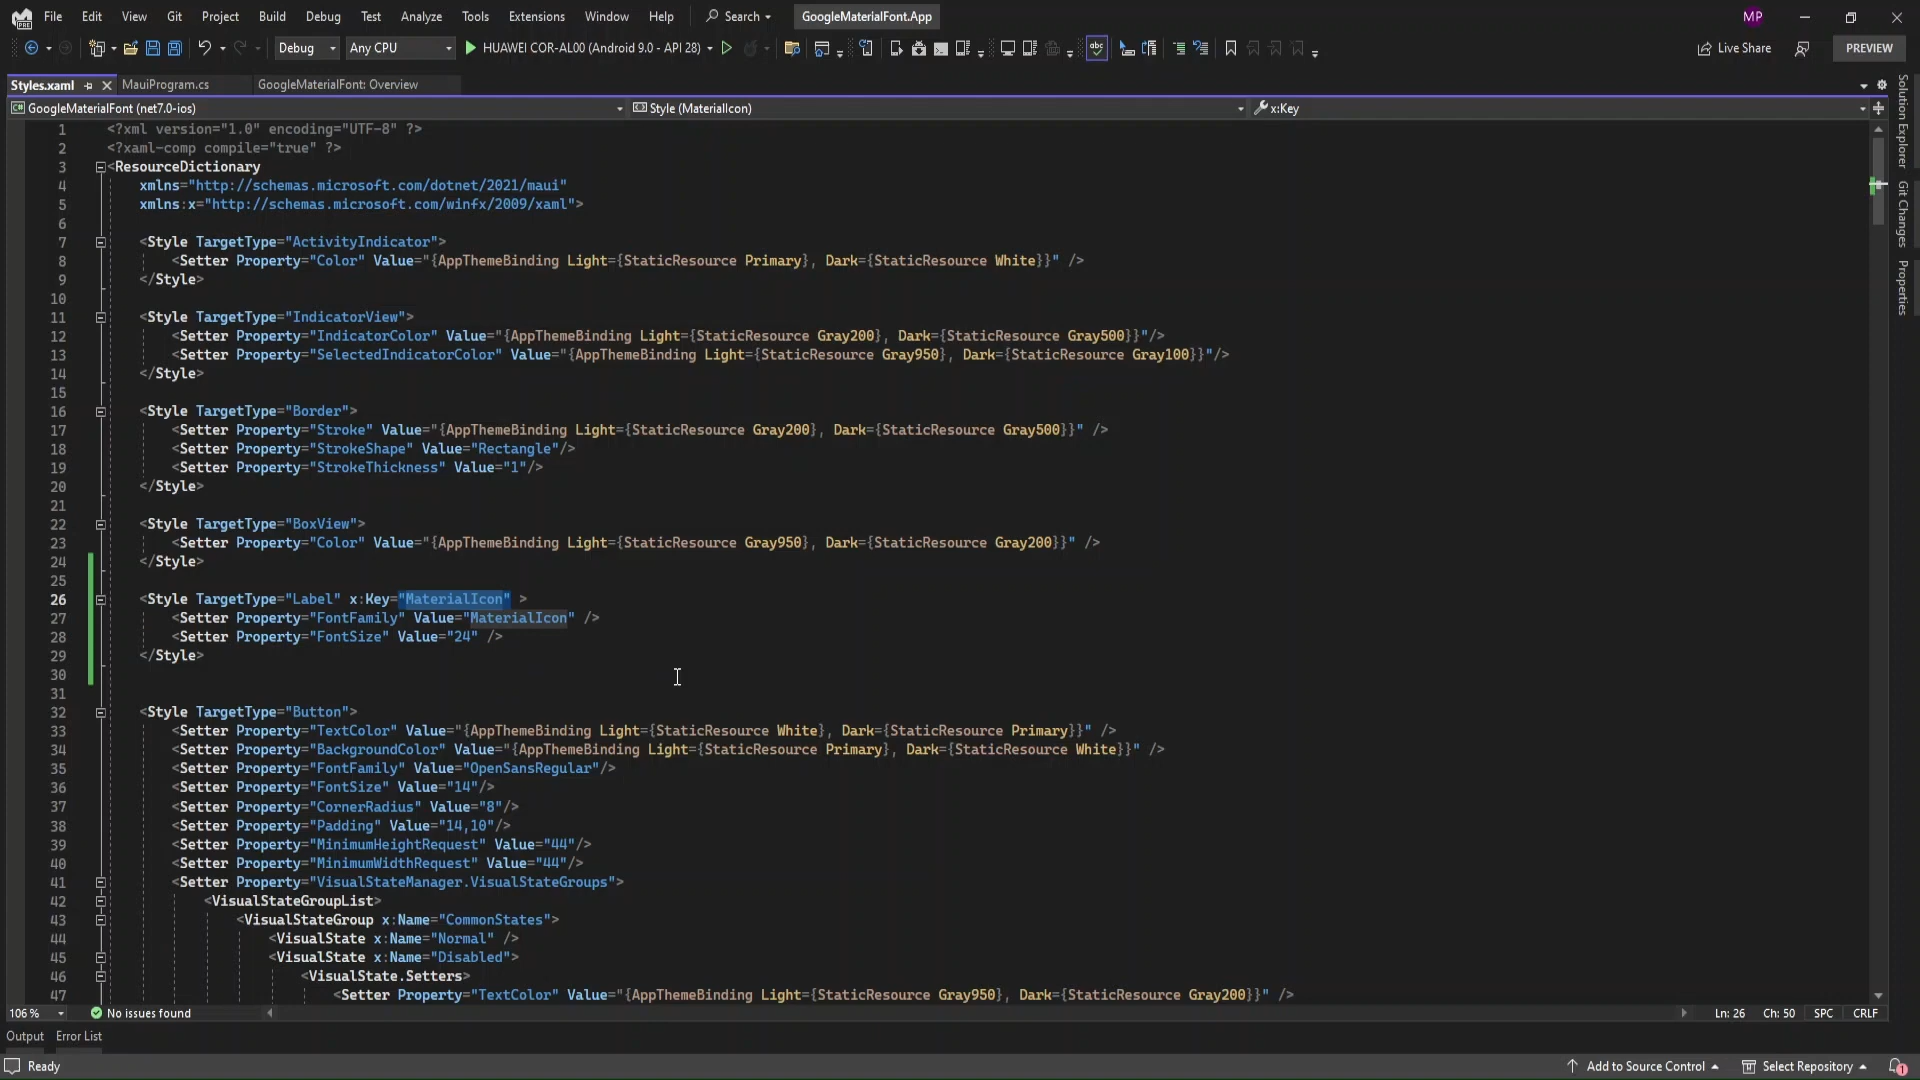 File Edit View Git Project Build Debug Test Analyze Tools Extensions Window Help Search GoogleMaterialFont.App MP
Debug Any CPU HUAWEI COR-AL00 (Android 9.0 - API 28) Live Share PREVIEW
Styles.xaml MauiProgram.cs GoogleMaterialFont: Overview
GoogleMaterialFont (net7.0-ios) Style (MaterialIcon) x:Key
1 <?xml version="1.0" encoding="UTF-8" ?>
2 <?xaml-comp compile="true" ?>
3 <ResourceDictionary
4 xmlns="http://schemas.microsoft.com/dotnet/2021/maui"
5 xmlns:x="http://schemas.microsoft.com/winfx/2009/xaml">
6
7 <Style TargetType="ActivityIndicator">
8 <Setter Property="Color" Value="{AppThemeBinding Light={StaticResource Primary}, Dark={StaticResource White}}" />
9 </Style>
10
11 <Style TargetType="IndicatorView">
12 <Setter Property="IndicatorColor" Value="{AppThemeBinding Light={StaticResource Gray200}, Dark={StaticResource Gray500}}"/>
13 <Setter Property="SelectedIndicatorColor" Value="{AppThemeBinding Light={StaticResource Gray950}, Dark={StaticResource Gray100}}"/>
14 </Style>
15
16 <Style TargetType="Border">
17 <Setter Property="Stroke" Value="{AppThemeBinding Light={StaticResource Gray200}, Dark={StaticResource Gray500}}" />
18 <Setter Property="StrokeShape" Value="Rectangle"/>
19 <Setter Property="StrokeThickness" Value="1"/>
20 </Style>
21
22 <Style TargetType="BoxView">
23 <Setter Property="Color" Value="{AppThemeBinding Light={StaticResource Gray950}, Dark={StaticResource Gray200}}" />
24 </Style>
25
26 <Style TargetType="Label" x:Key="MaterialIcon" >
27 <Setter Property="FontFamily" Value="MaterialIcon" />
28 <Setter Property="FontSize" Value="24" />
29 </Style>
30
31
32 <Style TargetType="Button">
33 <Setter Property="TextColor" Value="{AppThemeBinding Light={StaticResource White}, Dark={StaticResource Primary}}" />
34 <Setter Property="BackgroundColor" Value="{AppThemeBinding Light={StaticResource Primary}, Dark={StaticResource White}}" />
35 <Setter Property="FontFamily" Value="OpenSansRegular"/>
36 <Setter Property="FontSize" Value="14"/>
37 <Setter Property="CornerRadius" Value="8"/>
38 <Setter Property="Padding" Value="14,10"/>
39 <Setter Property="MinimumHeightRequest" Value="44"/>
40 <Setter Property="MinimumWidthRequest" Value="44"/>
41 <Setter Property="VisualStateManager.VisualStateGroups">
42 <VisualStateGroupList>
43 <VisualStateGroup x:Name="CommonStates">
44 <VisualState x:Name="Normal" />
45 <VisualState x:Name="Disabled">
46 <VisualState.Setters>
47 <Setter Property="TextColor" Value="{AppThemeBinding Light={StaticResource Gray950}, Dark={StaticResource Gray200}}" />
Solution Explorer
Git Changes
Properties
106 % No issues found Ln: 26 Ch: 50 SPC CRLF
Output Error List
Ready Add to Source Control Select Repository 1